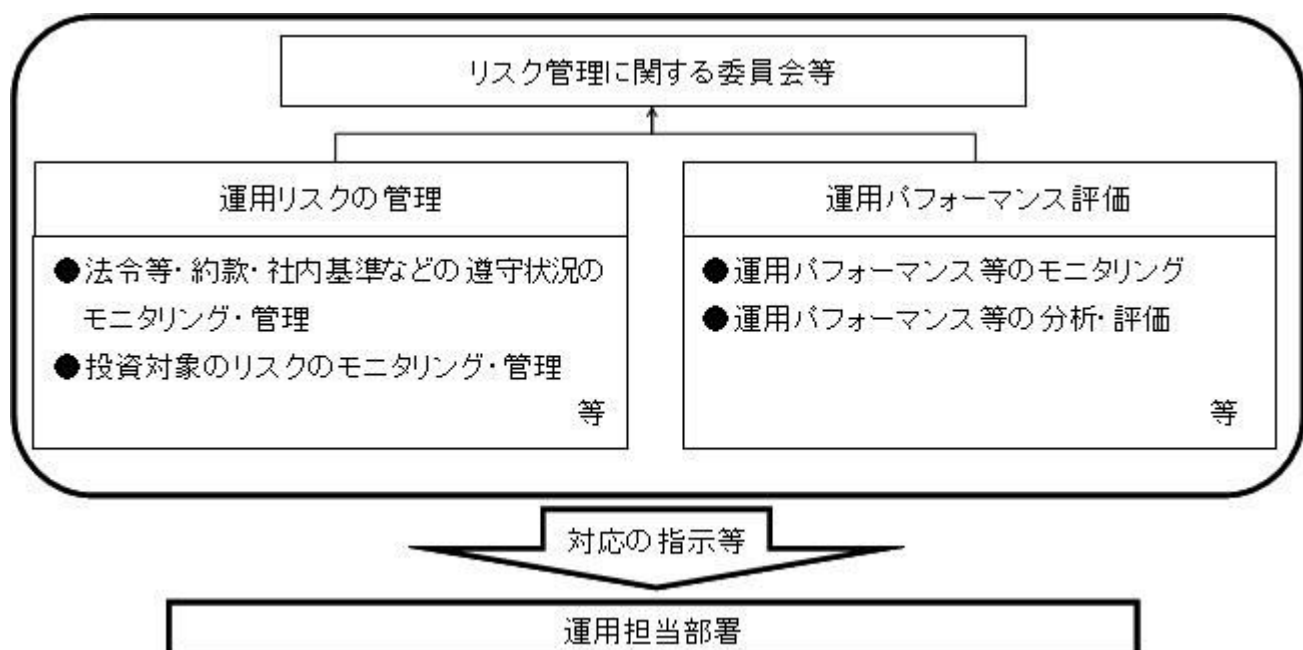 リスク管理に関する委員会等
運用リスクの管理
●法令等・約款・社内基準などの遵守状況の
モニタリング・管理
●投資対象のリスクのモニタリング・管理
等
運用パフォーマンス評価
●運用パフォーマンス等のモニタリング
●運用パフォーマンス等の分析・評価
等
対応の指示等
運用担当部署